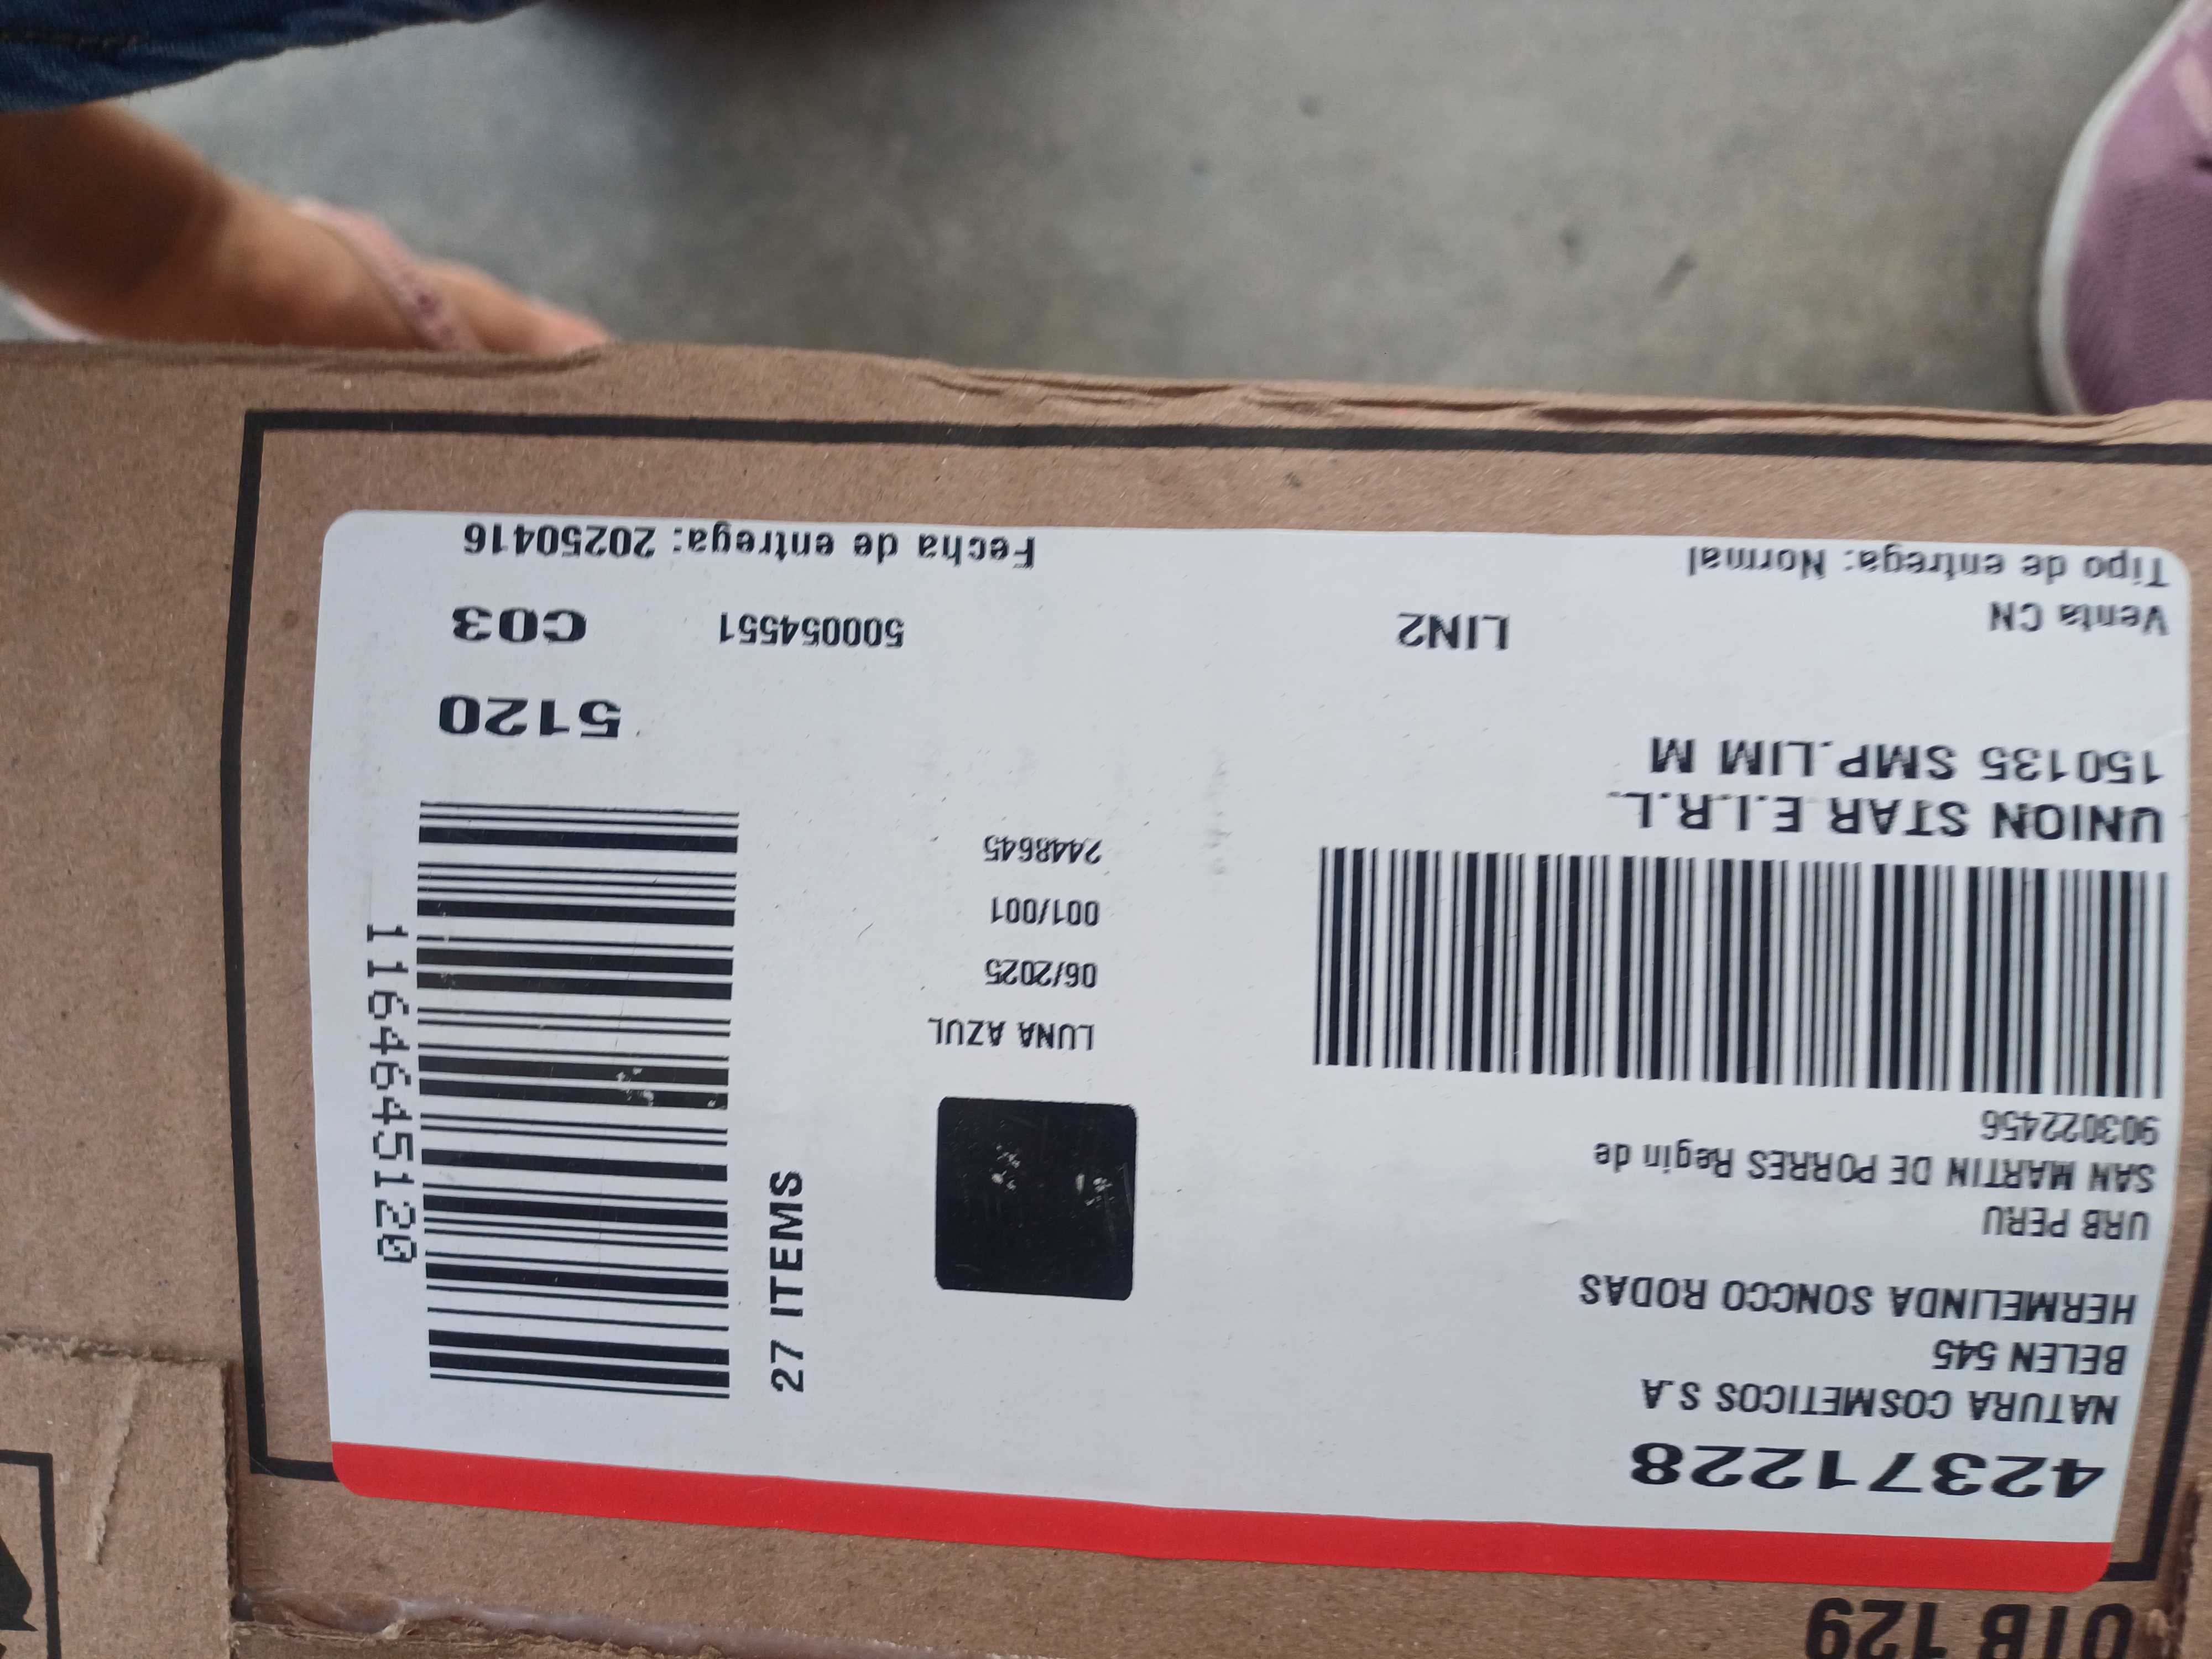 OTB 129
42371228
NATURA COSMETICOS S.A
BELEN 545
HERMELINDA SONCCO RODAS
URB PERU
SAN MARTIN DE PORRES Regin de
903022456
UNION STAR E.I.R.L.
150135 SMP.LIM M
Venta CN
LIN2
Tipo de entrega: Normal
LUNA AZUL
06/2025
001/001
2448645
27 ITEMS
1164645120
5120
500054551
C03
Fecha de entrega: 20250416